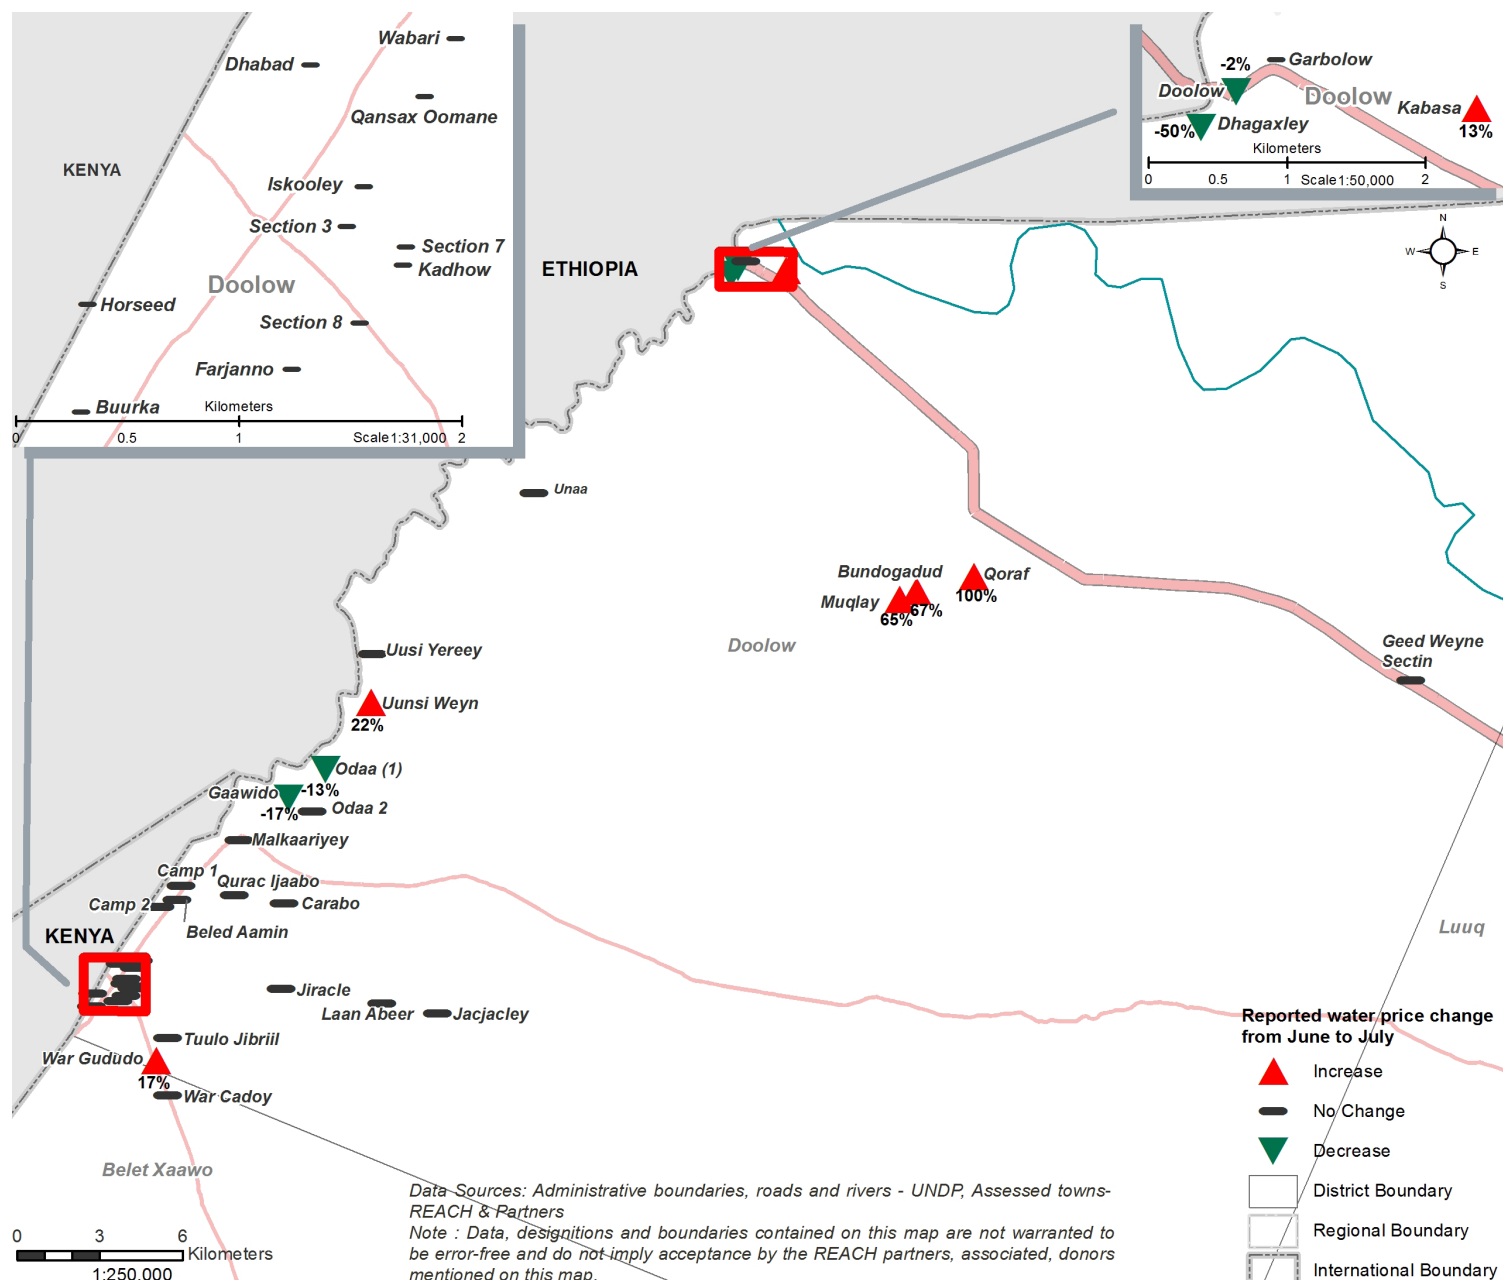 Wabari
Dhabad
Qansax Oomane
KENYA
Iskooley
Section 3
Section 7
Kadhow
Doolow
Horseed
Section 8
Farjanno
Buurka
Kilometers
0 0.5 1 Scale1:31,000 2
-2%
Garbolow
Doolow
Doolow
Kabasa
-50%
Dhagaxley
13%
Kilometers
0 0.5 1 Scale1:50,000 2
N
W E
S
ETHIOPIA
Unaa
Bundogadud
Qoraf
Muqlay
100%
67%
65%
Doolow
Geed Weyne
Sectin
Uusi Yereey
Uunsi Weyn
22%
Odaa (1)
-13%
Gaawido
-17%
Odaa 2
Malkaariyey
Camp 1
Qurac Ijaabo
Camp 2
Carabo
Beled Aamin
KENYA
Luuq
Jiracle
Laan Abeer
Jacjacley
Tuulo Jibriil
War Gududo
17%
War Cadoy
Belet Xaawo
Reported water price change
from June to July
Increase
No Change
Decrease
District Boundary
Regional Boundary
International Boundary
Data Sources: Administrative boundaries, roads and rivers - UNDP, Assessed towns-
REACH & Partners
Note : Data, designitions and boundaries contained on this map are not warranted to
be error-free and do not imply acceptance by the REACH partners, associated, donors
mentioned on this map.
0 3 6
Kilometers
1:250,000